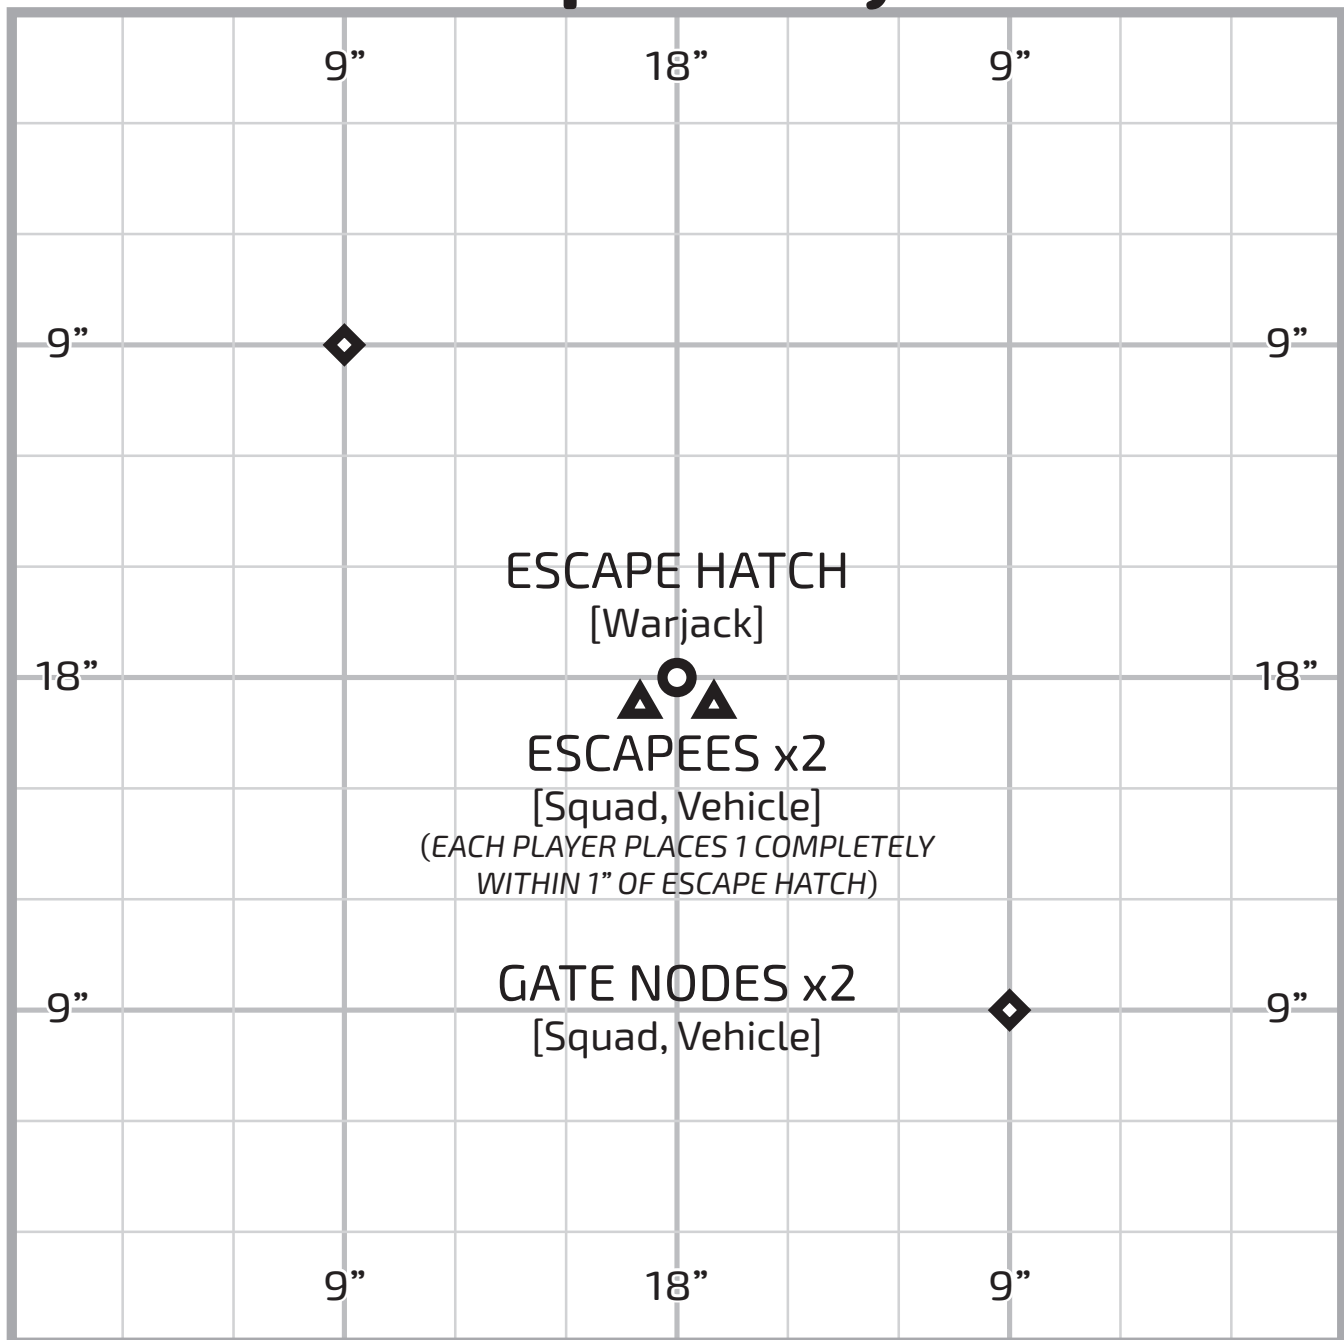 9” 18” 9”
9” 9”
ESCAPE HATCH
[Warjack]
18” 18”
ESCAPEES x2
[Squad, Vehicle]
(EACH PLAYER PLACES 1 COMPLETELY
WITHIN 1” OF ESCAPE HATCH)
GATE NODES x2
9” 9”
[Squad, Vehicle]
9” 18” 9”